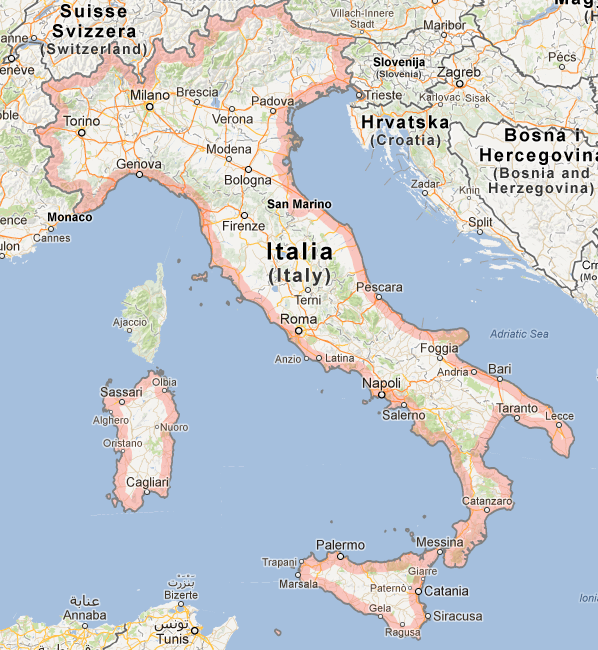 Suisse
Svizzera
(Switzerland)
Villach-Innere
Stadt
Maribor
Slovenija
(Slovenia)
Zagreb
Pécs
Milano
Brescia
Verona
Padova
Trieste
Karlovac
Sisak
Torino
Hrvatska
(Croatia)
Bosna i
Hercegovina
(Bosnia and
Herzegovina)
Modena
Genova
Bologna
Zadar
Knin
Monaco
San Marino
Cannes
Firenze
Split
Italia
(Italy)
Pescara
Terni
Ajaccio
Roma
Adriatic Sea
Anzio
Latina
Foggia
Andria
Bari
Olbia
Sassari
Napoli
Taranto
Lecce
Alghero
Salerno
Nuoro
Oristano
Cagliari
Catanzaro
Palermo
Messina
Trapani
Giarre
Marsala
Paternò
Catania
بنزرت
Bizerte
Gela
Siracusa
عنابة
Annaba
Ragusa
تونس
Tunis